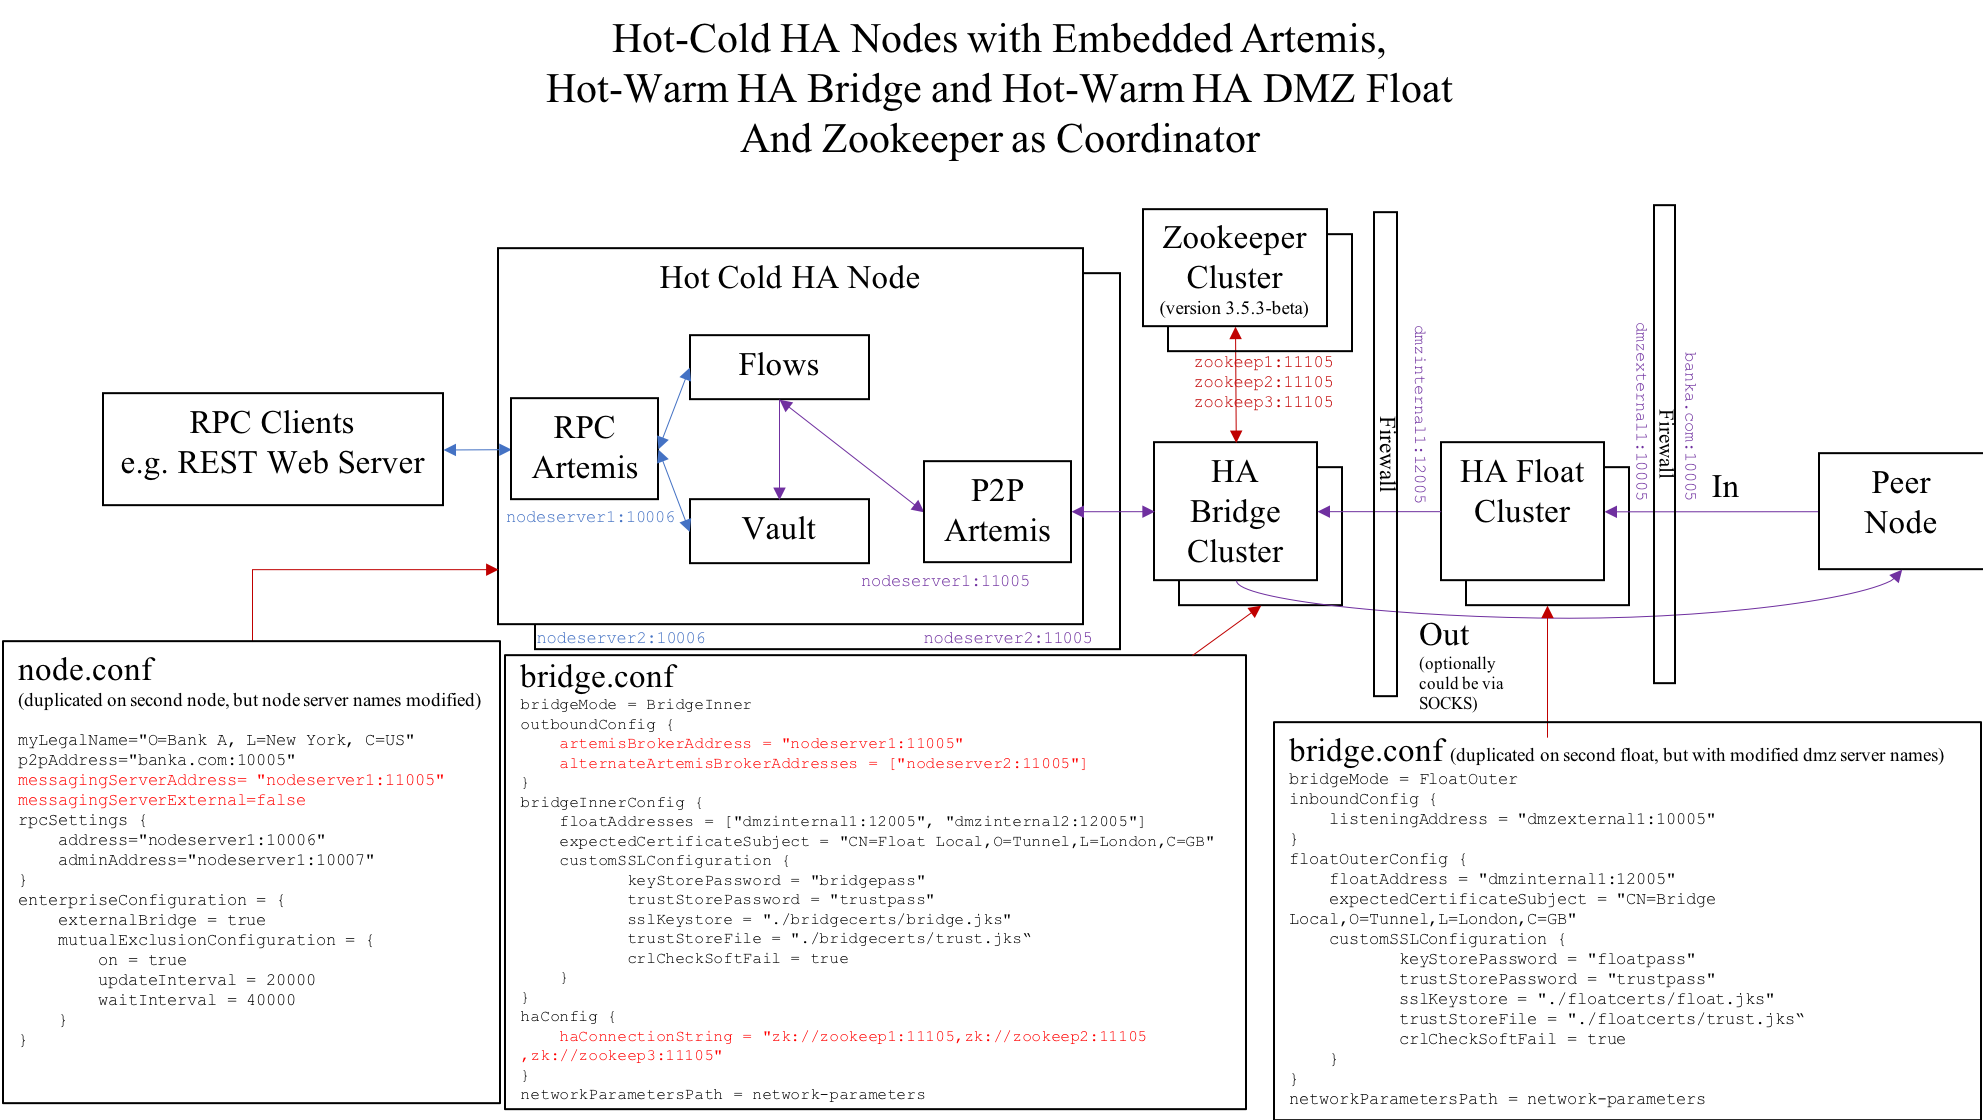 Hot-Cold HA Nodes with Embedded Artemis,
Hot-Warm HA Bridge and Hot-Warm HA DMZ Float
And Zookeeper as Coordinator
Zookeeper
Cluster
(version 3.5.3-beta)
zookeep1:11105
zookeep2:11105
zookeep3:11105
Hot Cold HA Node
Flows
RPC
Artemis
nodeserver1:10006
Vault
P2P
Artemis
nodeserver1:11005
nodeserver2:10006
nodeserver2:11005
RPC Clients
e.g. REST Web Server
HA
Bridge
Cluster
Firewall
dmzinternal1:12005
HA Float
Cluster
dmzexternal1:10005
Firewall
banka.com:10005
In
Peer
Node
Out
(optionally
could be via
SOCKS)
node.conf
(duplicated on second node, but node server names modified)
myLegalName="O=Bank A, L=New York, C=US"
p2pAddress="banka.com:10005"
messagingServerAddress= "nodeserver1:11005"
messagingServerExternal=false
rpcSettings {
    address="nodeserver1:10006"
    adminAddress="nodeserver1:10007"
}
enterpriseConfiguration = {
    externalBridge = true
    mutualExclusionConfiguration = {
        on = true
        updateInterval = 20000
        waitInterval = 40000
    }
}
bridge.conf
bridgeMode = BridgeInner
outboundConfig {
    artemisBrokerAddress = "nodeserver1:11005"
    alternateArtemisBrokerAddresses = ["nodeserver2:11005"]
}
bridgeInnerConfig {
    floatAddresses = ["dmzinternal1:12005", "dmzinternal2:12005"]
    expectedCertificateSubject = "CN=Float Local,O=Tunnel,L=London,C=GB"
    customSSLConfiguration {
           keyStorePassword = "bridgepass"
           trustStorePassword = "trustpass"
           sslKeystore = "./bridgecerts/bridge.jks"
           trustStoreFile = "./bridgecerts/trust.jks“
           crlCheckSoftFail = true
    }
}
haConfig {
    haConnectionString = "zk://zookeep1:11105,zk://zookeep2:11105
,zk://zookeep3:11105"
}
networkParametersPath = network-parameters
bridge.conf (duplicated on second float, but with modified dmz server names)
bridgeMode = FloatOuter
inboundConfig {
    listeningAddress = "dmzexternal1:10005"
}
floatOuterConfig {
    floatAddress = "dmzinternal1:12005"
    expectedCertificateSubject = "CN=Bridge
Local,O=Tunnel,L=London,C=GB"
    customSSLConfiguration {
           keyStorePassword = "floatpass"
           trustStorePassword = "trustpass"
           sslKeystore = "./floatcerts/float.jks"
           trustStoreFile = "./floatcerts/trust.jks“
           crlCheckSoftFail = true
    }
}
networkParametersPath = network-parameters